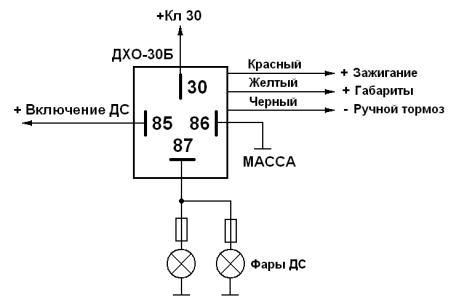 +Кл 30
ДХО-30Б
Красный
+ Зажигание
30
Желтый
+ Габариты
Черный
- Ручной тормоз
+ Включение ДС
85
86
87
МАССА
Фары ДС